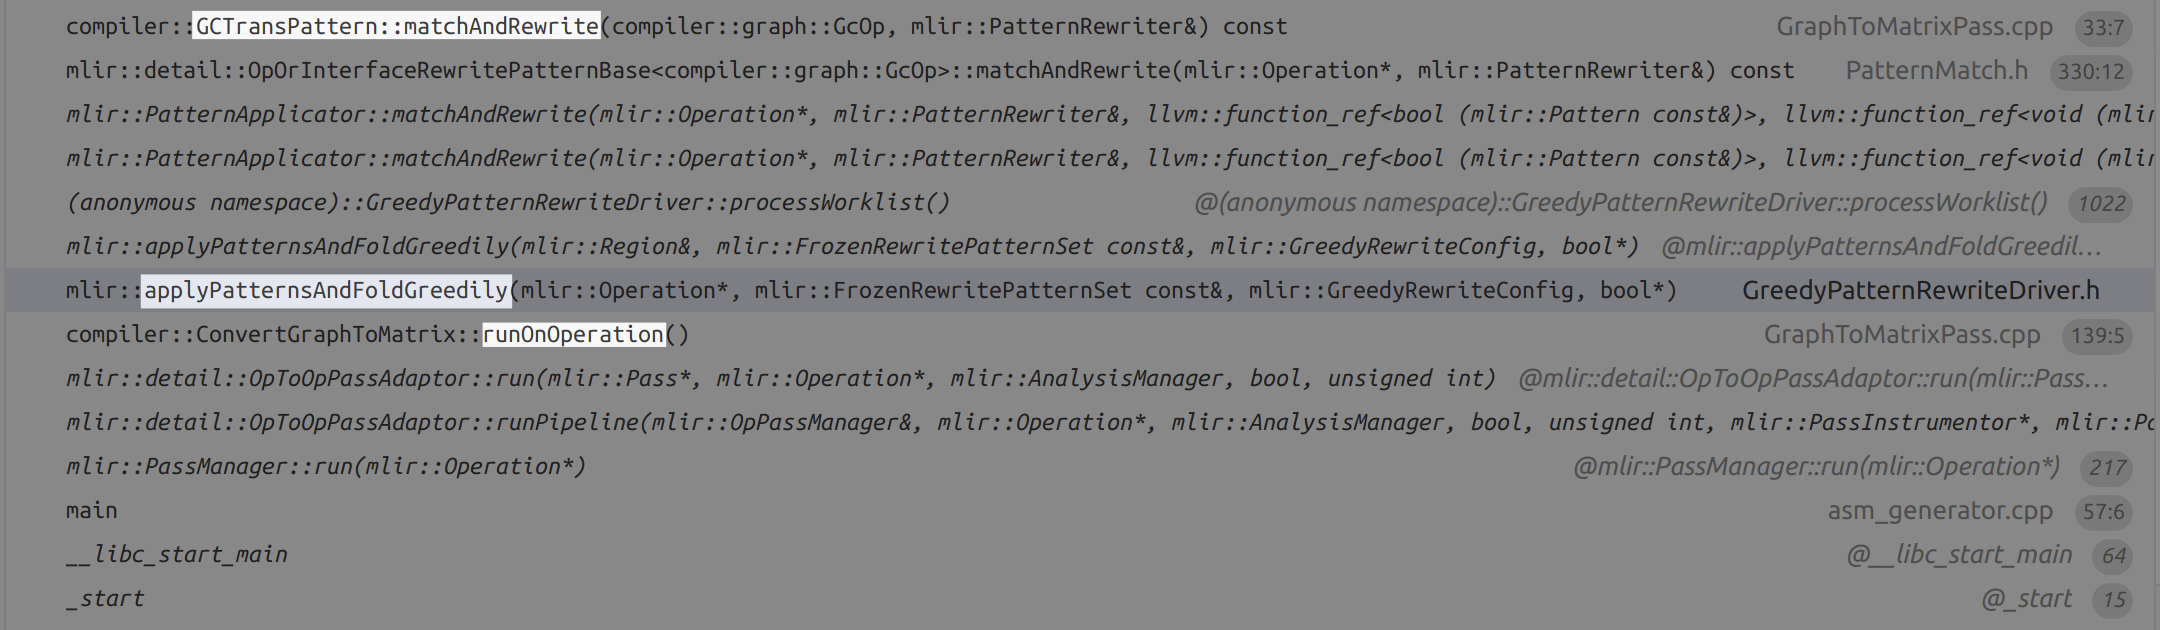 compiler::GCTransPattern::matchAndRewrite(compiler::graph::GcOp, mlir::PatternRewriter&) const GraphToMatrixPass.cpp 33:7
mlir::detail::OpOrInterfaceRewritePatternBase<compiler::graph::GcOp>::matchAndRewrite(mlir::Operation*, mlir::PatternRewriter&) const PatternMatch.h 330:12
mlir::PatternApplicator::matchAndRewrite(mlir::Operation*, mlir::PatternRewriter&, llvm::function_ref<bool (mlir::Pattern const&)>, llvm::function_ref<void (mlir
mlir::PatternApplicator::matchAndRewrite(mlir::Operation*, mlir::PatternRewriter&, llvm::function_ref<bool (mlir::Pattern const&)>, llvm::function_ref<void (mlir
(anonymous namespace)::GreedyPatternRewriteDriver::processWorklist() @(anonymous namespace)::GreedyPatternRewriteDriver::processWorklist() 1022
mlir::applyPatternsAndFoldGreedily(mlir::Region&, mlir::FrozenRewritePatternSet const&, mlir::GreedyRewriteConfig, bool*) @mlir::applyPatternsAndFoldGreedil...
mlir::applyPatternsAndFoldGreedily(mlir::Operation*, mlir::FrozenRewritePatternSet const&, mlir::GreedyRewriteConfig, bool*) GreedyPatternRewriteDriver.h
compiler::ConvertGraphToMatrix::runOnOperation() GraphToMatrixPass.cpp 139:5
mlir::detail::OpToOpPassAdaptor::run(mlir::Pass*, mlir::Operation*, mlir::AnalysisManager, bool, unsigned int) @mlir::detail::OpToOpPassAdaptor::run(mlir::Pass...
mlir::detail::OpToOpPassAdaptor::runPipeline(mlir::OpPassManager&, mlir::Operation*, mlir::AnalysisManager, bool, unsigned int, mlir::PassInstrumentor*, mlir::Pa
mlir::PassManager::run(mlir::Operation*) @mlir::PassManager::run(mlir::Operation*) 217
main asm_generator.cpp 57:6
__libc_start_main @__libc_start_main 64
_start @_start 15